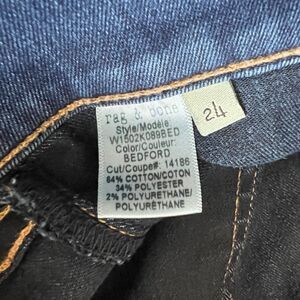 rag & bone
Style/Modèle:
W1502K089BED
Color/Couleur:
BEDFORD
Cut/Coupe#: 14186
64% COTTON/COTON
34% POLYESTER
2% POLYURETHANE/
POLYURÉTHANE
24